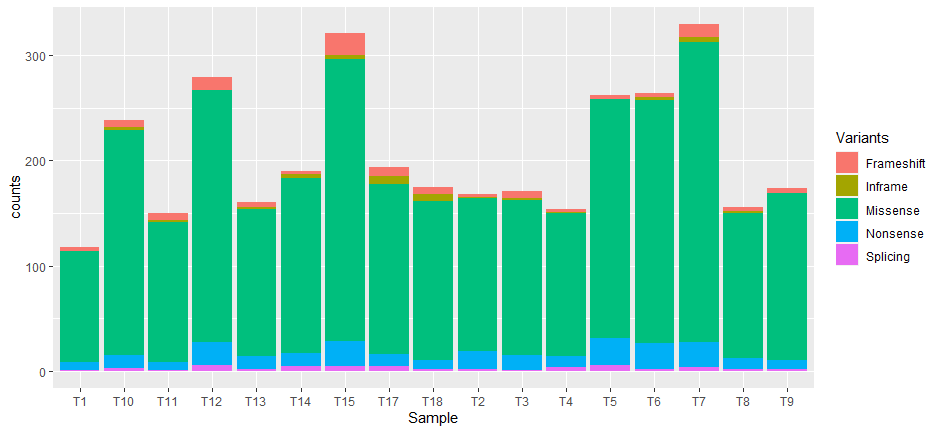 300
200
100
0
counts
T1 T10 T11 T12 T13 T14 T15 T17 T18 T2 T3 T4 T5 T6 T7 T8 T9
Sample
Variants
Frameshift
Inframe
Missense
Nonsense
Splicing